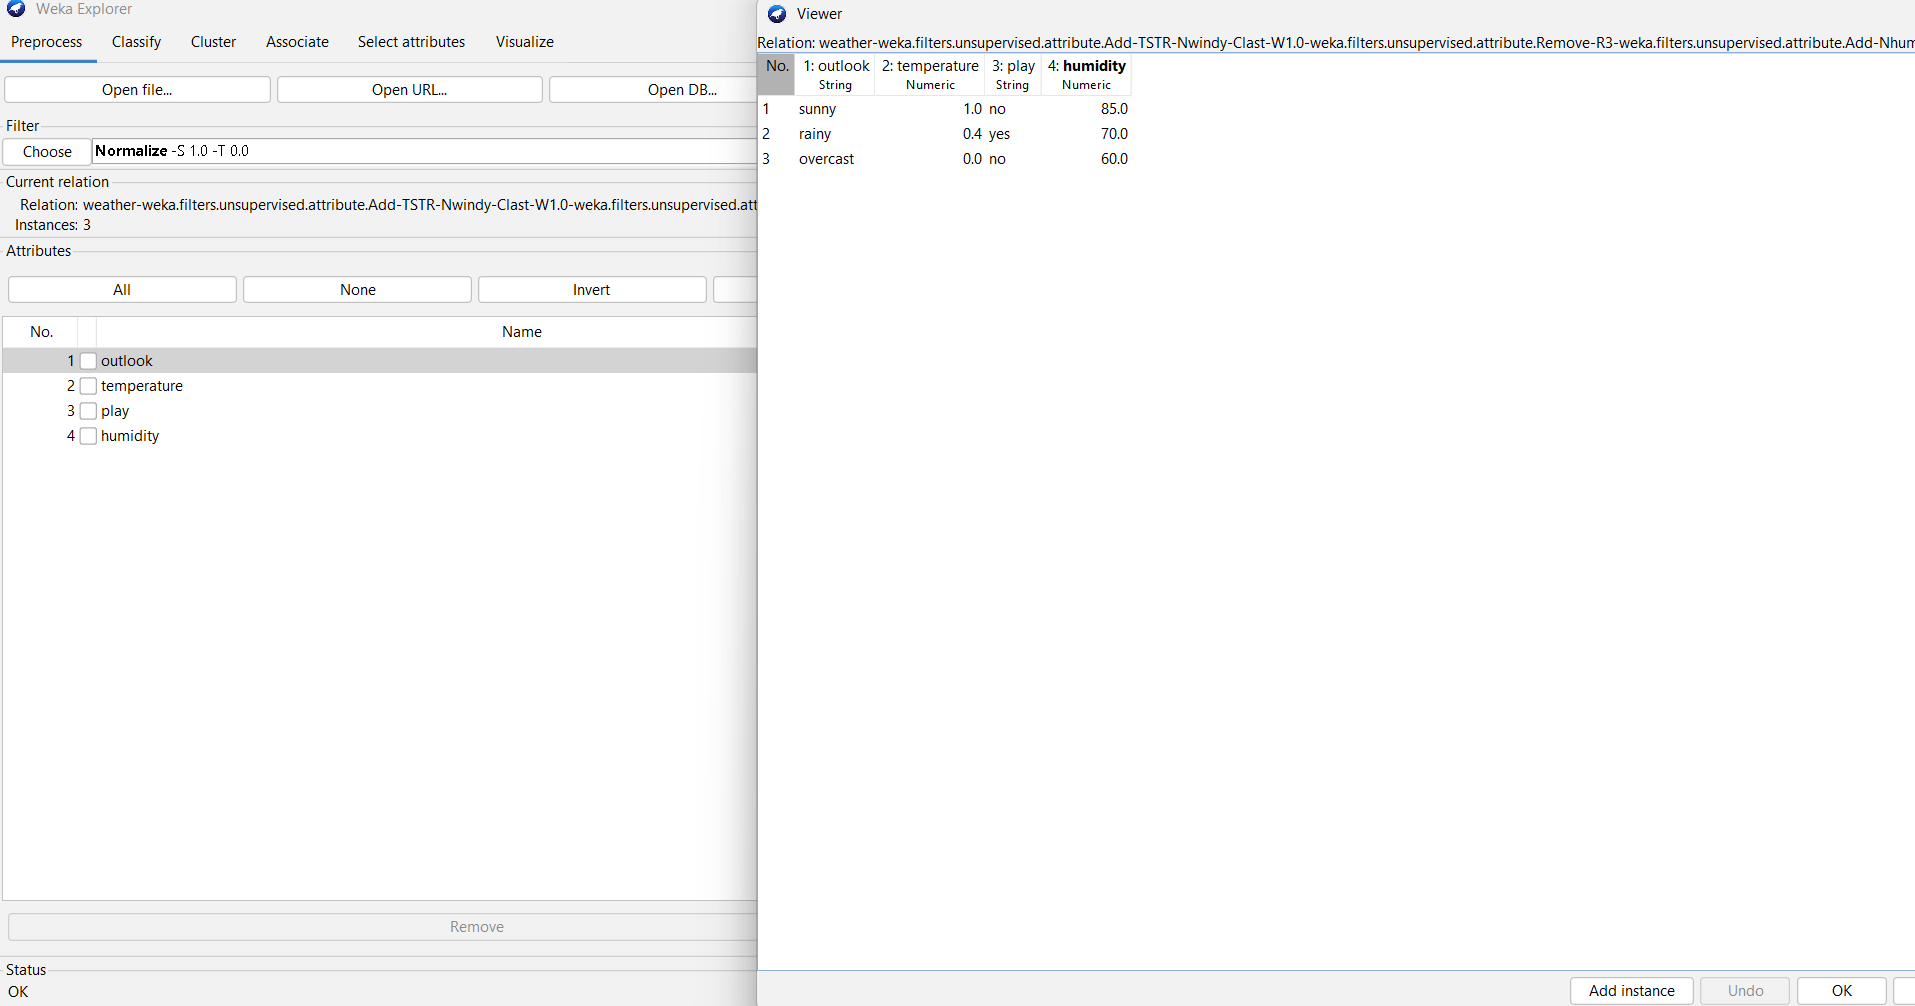 Weka Explorer
Preprocess Classify Cluster Associate Select attributes Visualize
Open file... Open URL... Open DB...
Filter
Choose Normalize -S 1.0 -T 0.0
Current relation
Relation: weather-weka.filters.unsupervised.attribute.Add-TSTR-Nwindy-Clast-W1.0-weka.filters.unsupervised.att
Instances: 3
Attributes
All None Invert
No. Name
1 outlook
2 temperature
3 play
4 humidity
Remove
Status
OK
Viewer
Relation: weather-weka.filters.unsupervised.attribute.Add-TSTR-Nwindy-Clast-W1.0-weka.filters.unsupervised.attribute.Remove-R3-weka.filters.unsupervised.attribute.Add-Nhum
No. 1: outlook 2: temperature 3: play 4: humidity
String Numeric String Numeric
1 sunny 1.0 no 85.0
2 rainy 0.4 yes 70.0
3 overcast 0.0 no 60.0
Add instance Undo OK